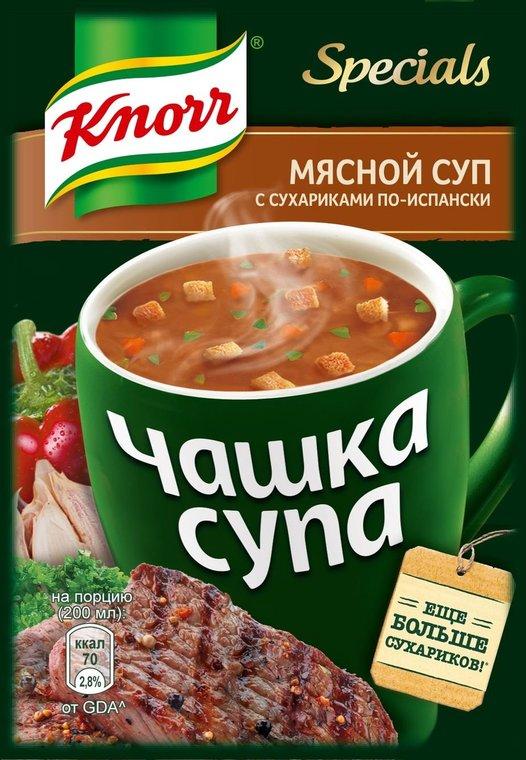 Knorr
®
Specials
МЯСНОЙ СУП
С СУХАРИКАМИ ПО-ИСПАНСКИ
чашка
супа
на порцию
(200 мл):
ккал
70
2,8%
от GDA^
ЕЩЕ
БОЛЬШЕ
СУХАРИКОВ!*